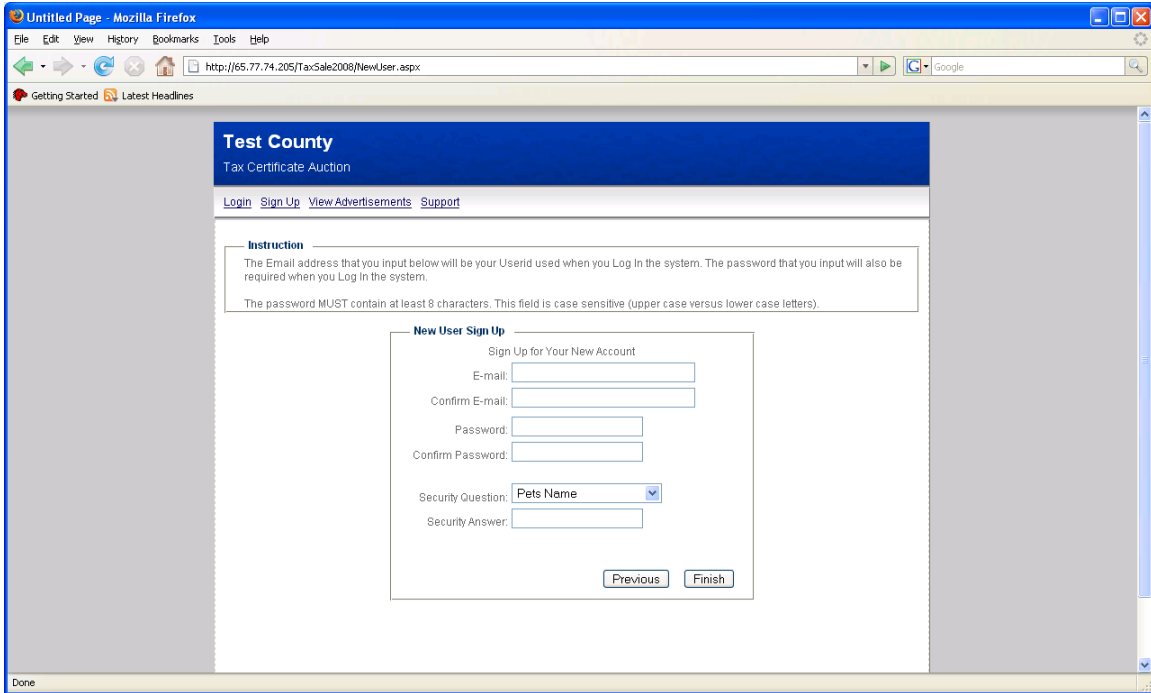 Untitled Page - Mozilla Firefox
File Edit View History Bookmarks Tools Help
http://65.77.74.205/TaxSale2008/NewUser.aspx G Google
Getting Started Latest Headlines
Test County
Tax Certificate Auction
Login Sign Up View Advertisements Support
Instruction
The Email address that you input below will be your Userid used when you Log In the system. The password that you input will also be
required when you Log In the system.
The password MUST contain at least 8 characters. This field is case sensitive (upper case versus lower case letters).
New User Sign Up
Sign Up for Your New Account
E-mail:
Confirm E-mail:
Password:
Confirm Password:
Security Question: Pets Name
Security Answer:
Previous Finish
Done